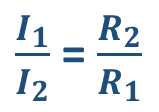 I₁/I₂ = R₂/R₁